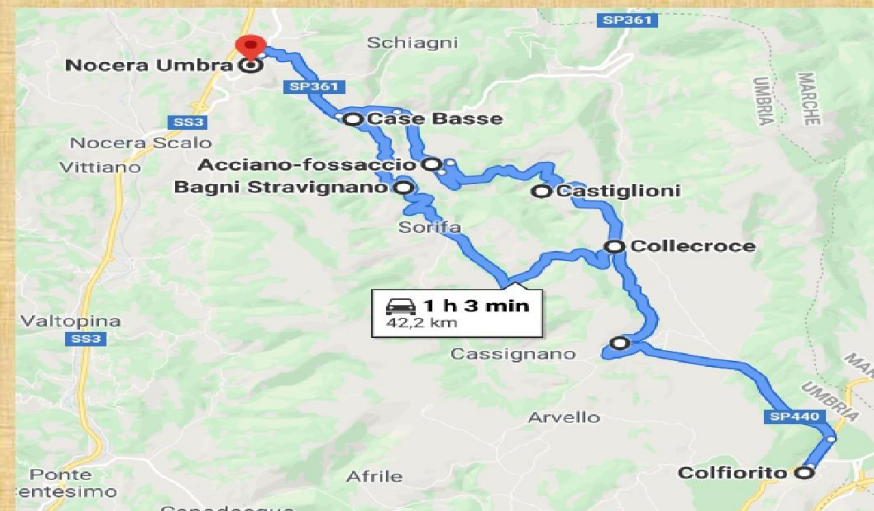 SP361
Schiagni
Nocera Umbra
SP361
UMBRIA
MARCHE
SS3
Case Basse
Nocera Scalo
Vittiano
Acciano-fossaccio
Bagni Stravignano
Castiglioni
Sorifa
Collecroce
1 h 3 min
42,2 km
Valtopina
SS3
Cassignano
UMBRIA
SP440
Arvello
Colfiorito
Ponte
entesimo
Afrile